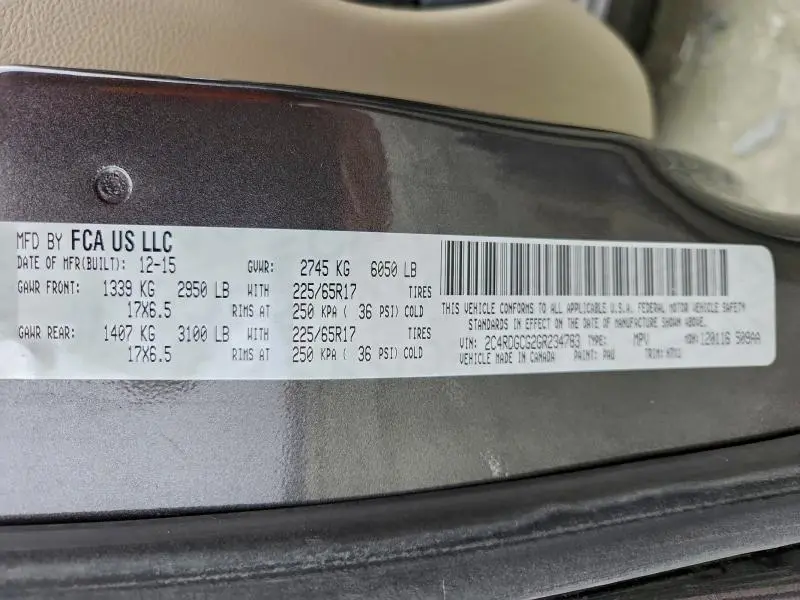 MFD BY FCA US LLC
DATE OF MFR(BUILT): 12-15 GVWR: 2745 KG 6050 LB
GAWR FRONT: 1339 KG 2950 LB WITH 225/65R17 TIRES
17X6.5 RIMS AT 250 KPA ( 36 PSI) COLD
GAWR REAR: 1407 KG 3100 LB WITH 225/65R17 TIRES
17X6.5 RIMS AT 250 KPA ( 36 PSI) COLD
THIS VEHICLE CONFORMS TO ALL APPLICABLE U.S.A. FEDERAL MOTOR VEHICLE SAFETY
STANDARDS IN EFFECT ON THE DATE OF MANUFACTURE SHOWN ABOVE.
VIN: 2C4RDGCG2GR234783 TYPE: MPV MDH: 120116 509AA
MADE IN CANADA PAINT: PAU TRIM: